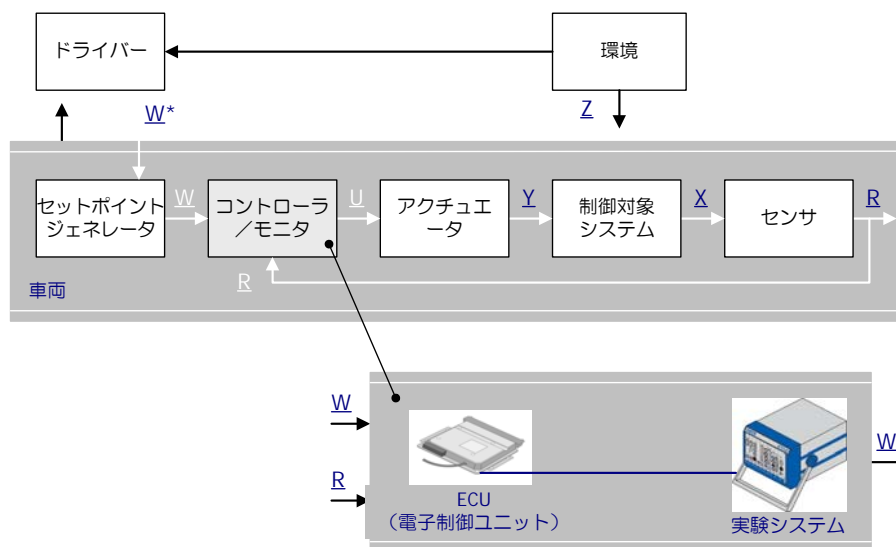 ドライバー
環境
W*
Z
セットポイント
ジェネレータ
W
コントローラ
／モニタ
U
アクチュエ
ータ
Y
制御対象
システム
X
センサ
R
R
車両
W
R
W
ECU
（電子制御ユニット）
実験システム